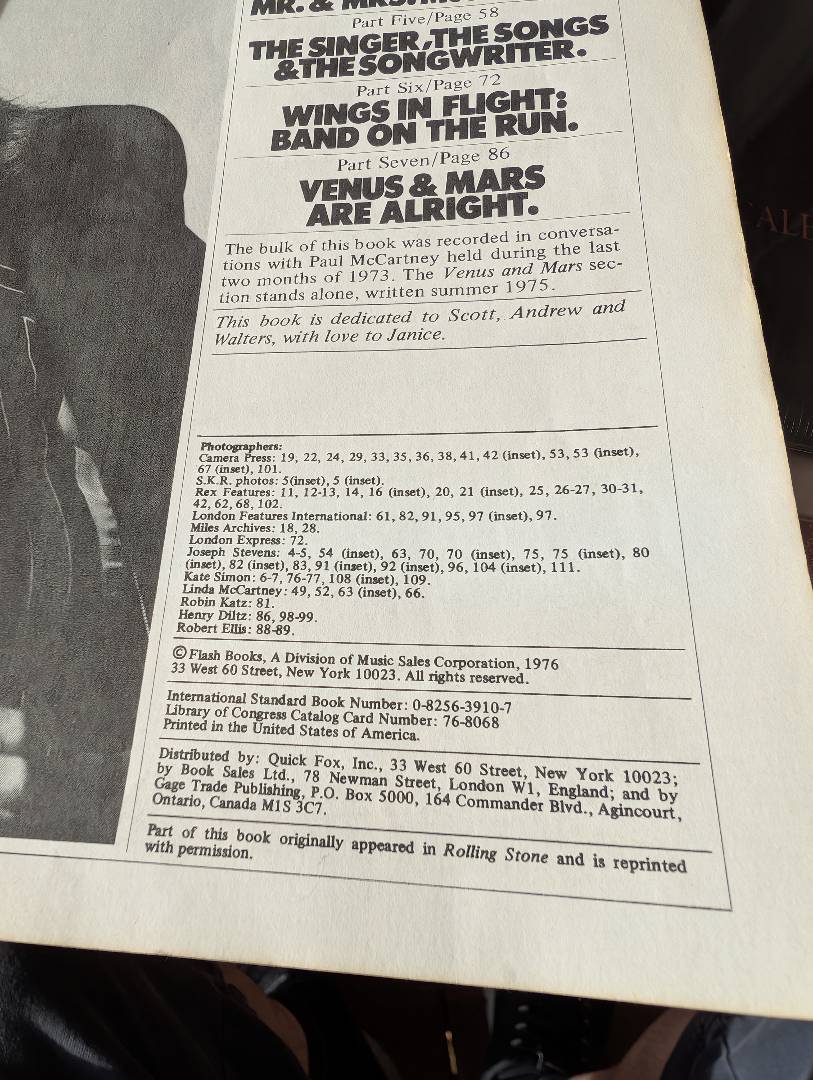 MR. & MRS.
Part Five/Page 58
THE SINGER, THE SONGS
& THE SONGWRITER.
Part Six/Page 72
WINGS IN FLIGHT:
BAND ON THE RUN.
Part Seven/Page 86
VENUS & MARS
ARE ALRIGHT.
The bulk of this book was recorded in conversa-
tions with Paul McCartney held during the last
two months of 1973. The Venus and Mars sec-
tion stands alone, written summer 1975.
This book is dedicated to Scott, Andrew and
Walters, with love to Janice.
Photographers:
Camera Press: 19, 22, 24, 29, 33, 35, 36, 38, 41, 42 (inset), 53, 53 (inset),
67 (inset), 101.
S.K.R. photos: 5(inset), 5 (inset).
Rex Features: 11, 12-13, 14, 16 (inset), 20, 21 (inset), 25, 26-27, 30-31,
42, 62, 68, 102.
London Features International: 61, 82, 91, 95, 97 (inset), 97.
Miles Archives: 18, 28.
London Express: 72.
Joseph Stevens: 4-5, 54 (inset), 63, 70, 70 (inset), 75, 75 (inset), 80
(inset), 82 (inset), 83, 91 (inset), 92 (inset), 96, 104 (inset), 111.
Kate Simon: 6-7, 76-77, 108 (inset), 109.
Linda McCartney: 49, 52, 63 (inset), 66.
Robin Katz: 81.
Henry Diltz: 86, 98-99.
Robert Ellis: 88-89.
© Flash Books, A Division of Music Sales Corporation, 1976
33 West 60 Street, New York 10023. All rights reserved.
International Standard Book Number: 0-8256-3910-7
Library of Congress Catalog Card Number: 76-8068
Printed in the United States of America.
Distributed by: Quick Fox, Inc., 33 West 60 Street, New York 10023;
by Book Sales Ltd., 78 Newman Street, London W1, England; and by
Gage Trade Publishing, P.O. Box 5000, 164 Commander Blvd., Agincourt,
Ontario, Canada M1S 3C7.
Part of this book originally appeared in Rolling Stone and is reprinted
with permission.